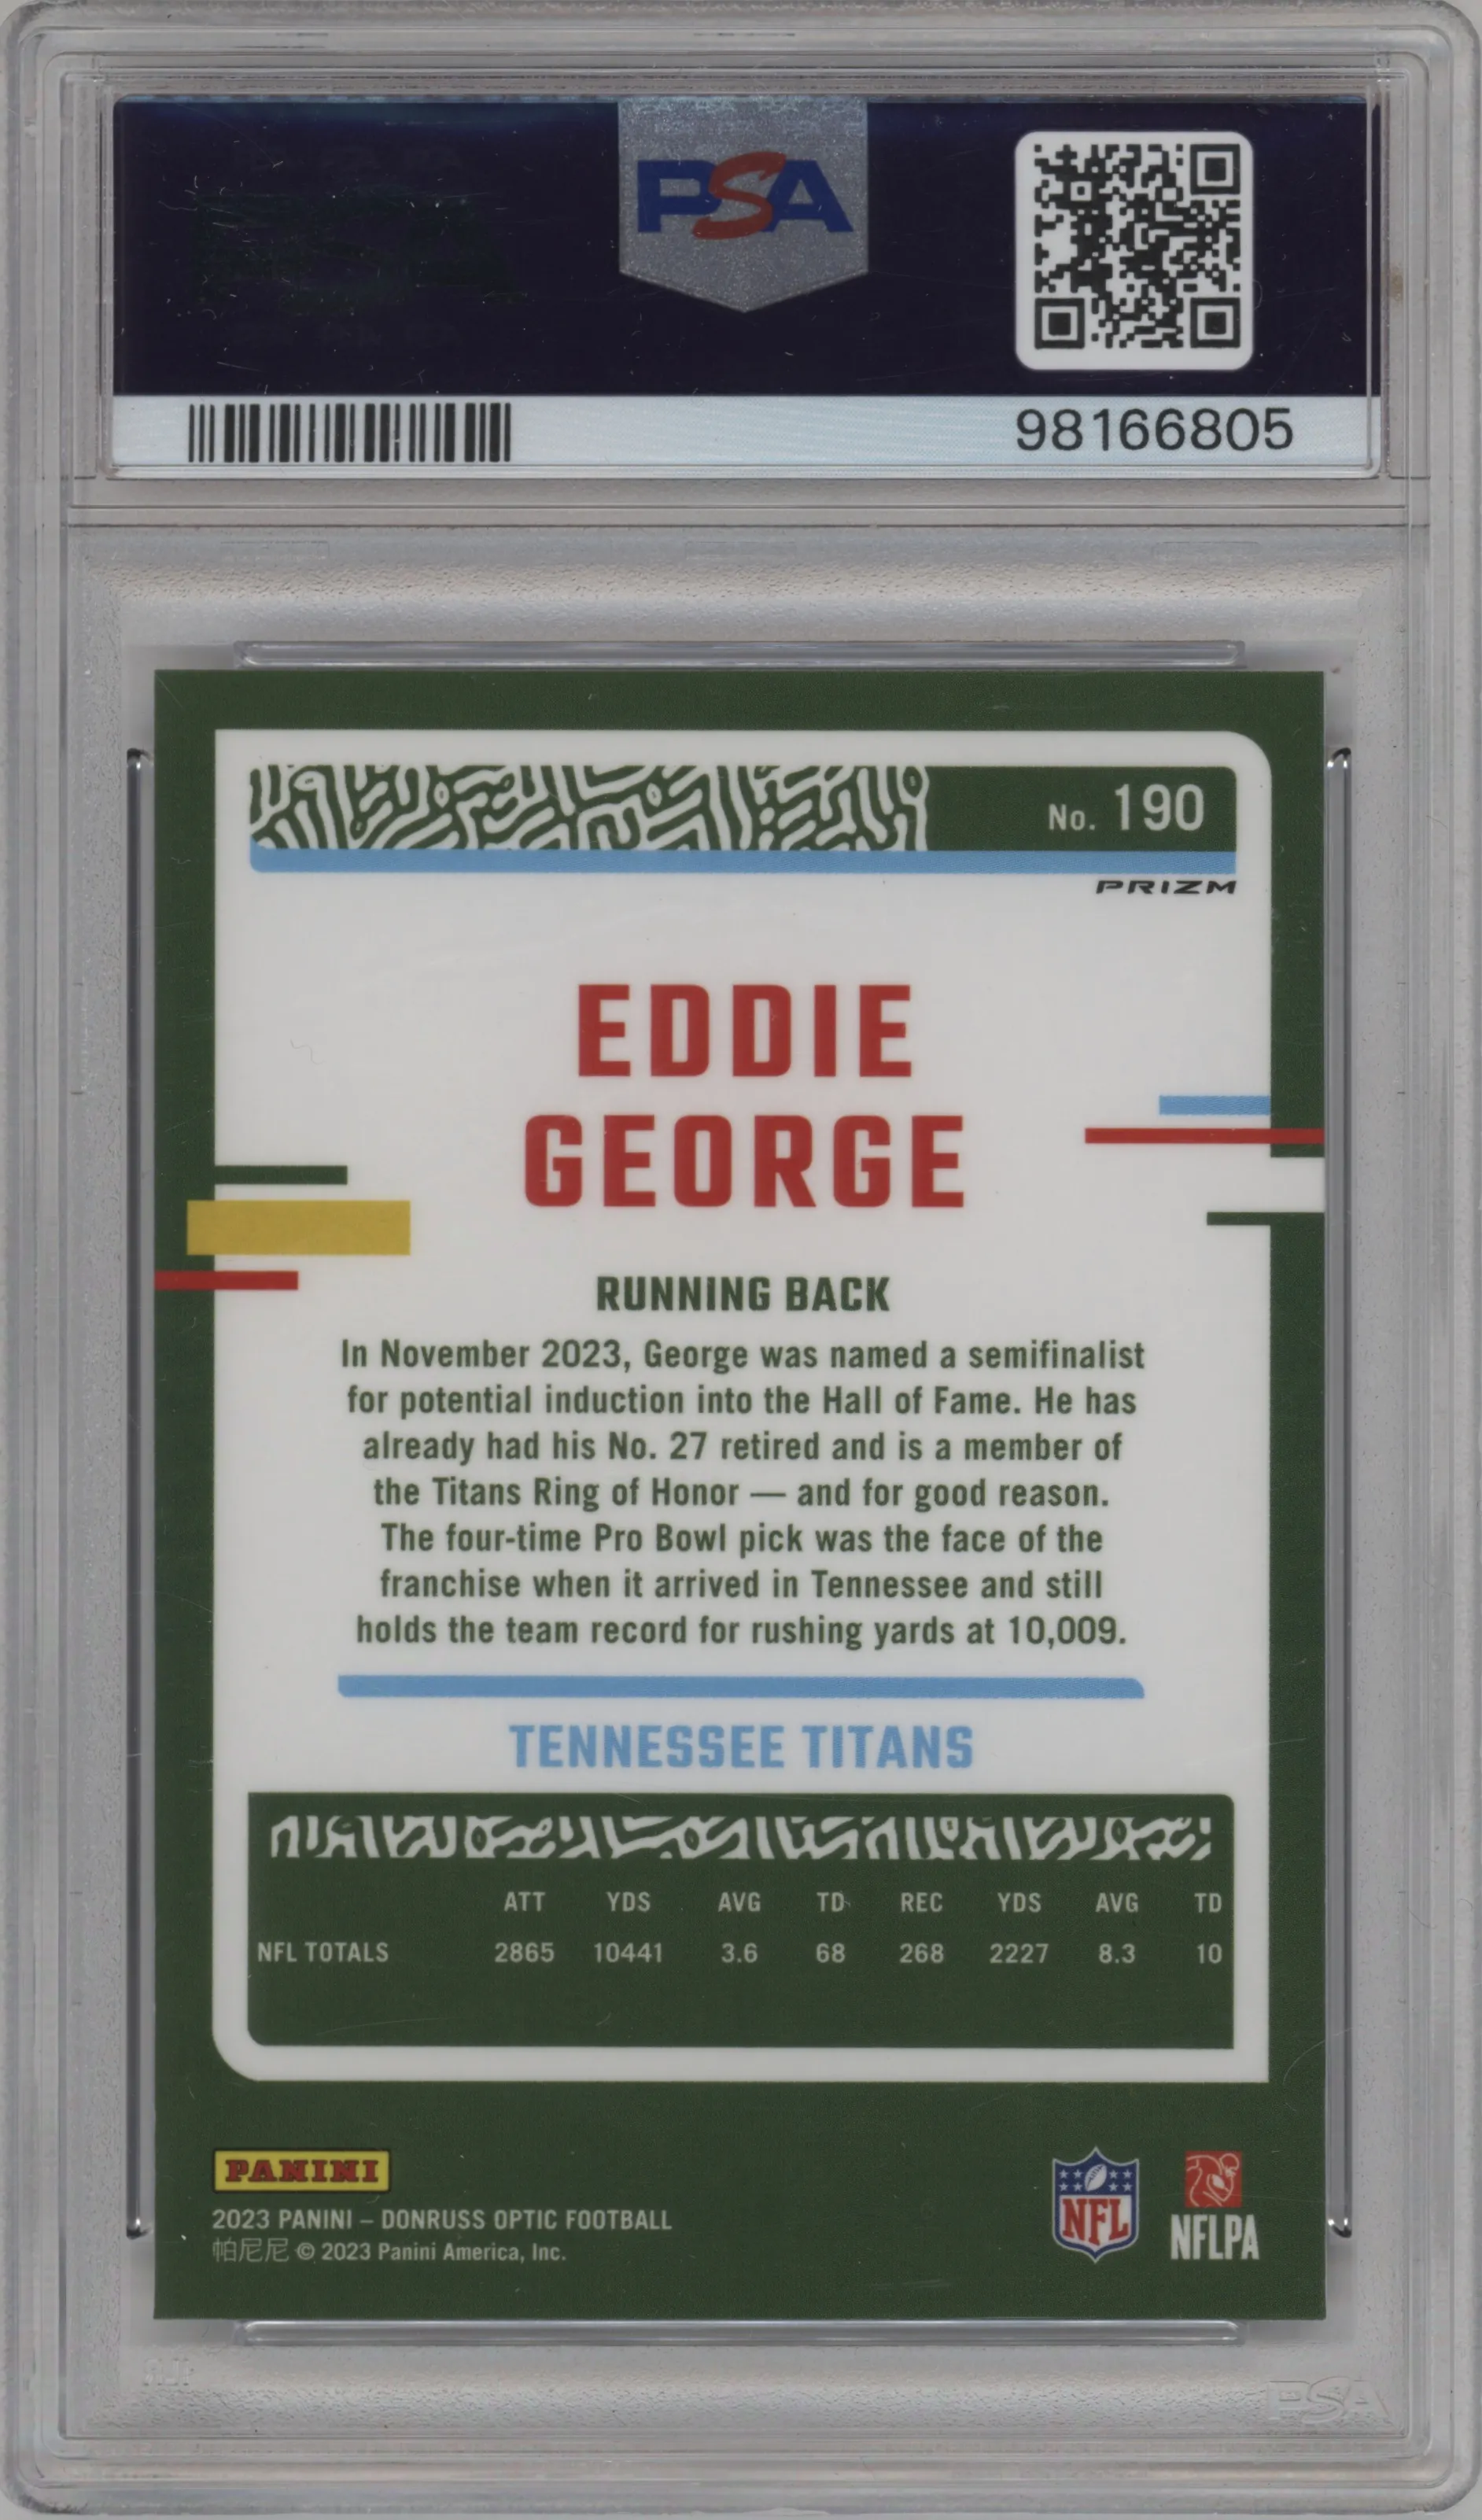 PSA
98166805
No. 190
PRIZM
EDDIE
GEORGE
RUNNING BACK
In November 2023, George was named a semifinalist
for potential induction into the Hall of Fame. He has
already had his No. 27 retired and is a member of
the Titans Ring of Honor — and for good reason.
The four-time Pro Bowl pick was the face of the
franchise when it arrived in Tennessee and still
holds the team record for rushing yards at 10,009.
TENNESSEE TITANS
ATT YDS AVG TD REC YDS AVG TD
NFL TOTALS 2865 10441 3.6 68 268 2227 8.3 10
PANINI
2023 PANINI – DONRUSS OPTIC FOOTBALL
帕尼尼 © 2023 Panini America, Inc.
NFL
NFLPA
PSA